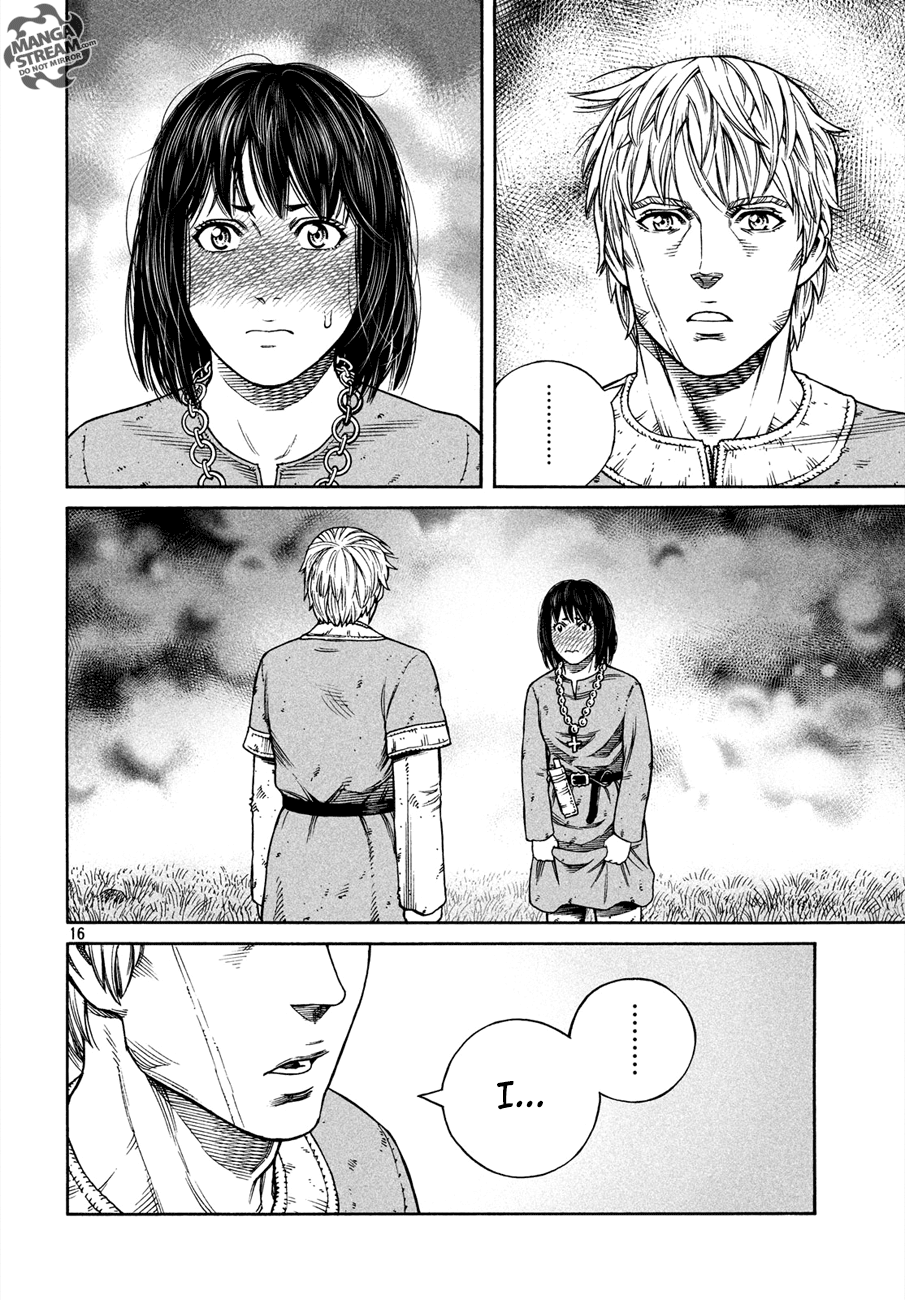 MANGA
STREAM.com
DO NOT MIRROR
..........
16
.......
I...